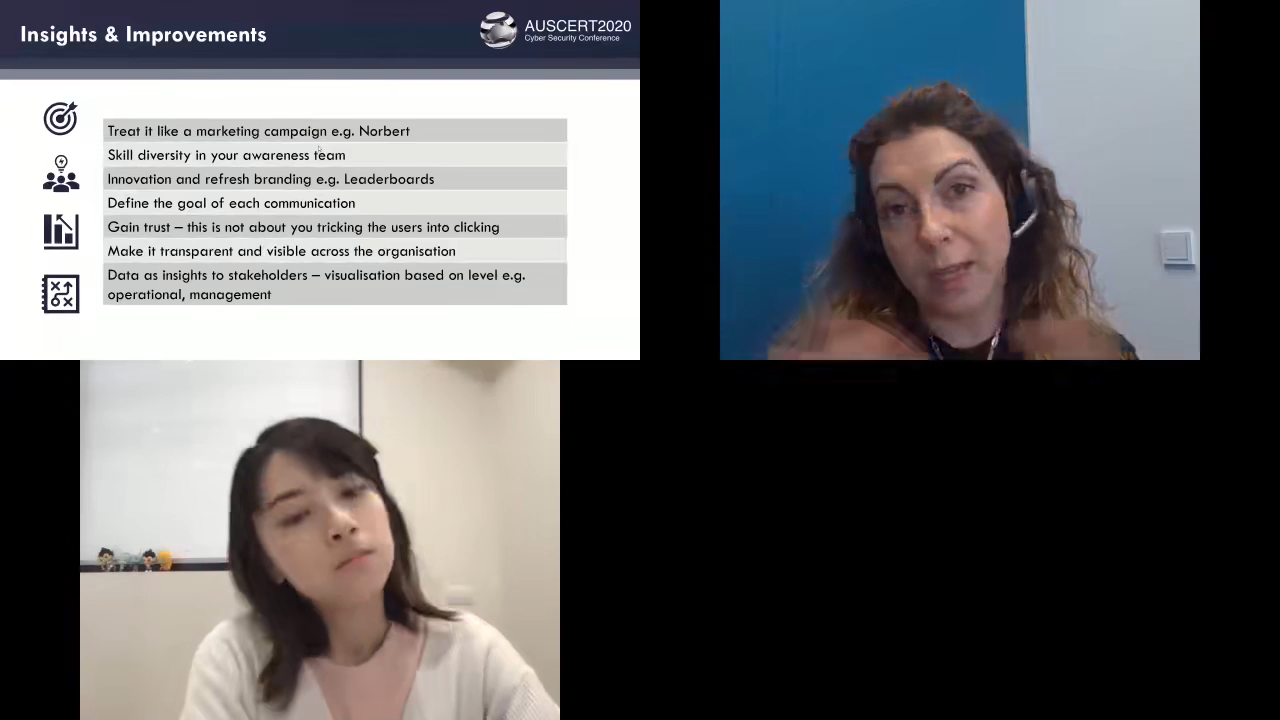 Insights & Improvements
AUSCERT2020
Cyber Security Conference
Treat it like a marketing campaign e.g. Norbert
Skill diversity in your awareness team
Innovation and refresh branding e.g. Leaderboards
Define the goal of each communication
Gain trust – this is not about you tricking the users into clicking
Make it transparent and visible across the organisation
Data as insights to stakeholders – visualisation based on level e.g.
operational, management